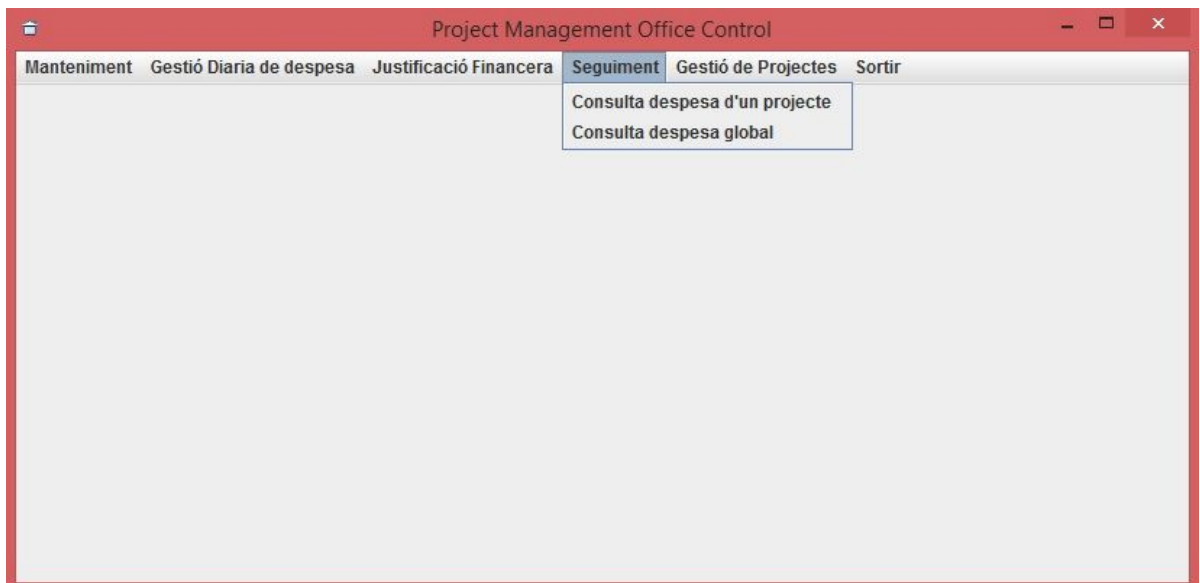 Project Management Office Control
Manteniment Gestió Diaria de despesa Justificació Financera Seguiment Gestió de Projectes Sortir
Consulta despesa d'un projecte
Consulta despesa global